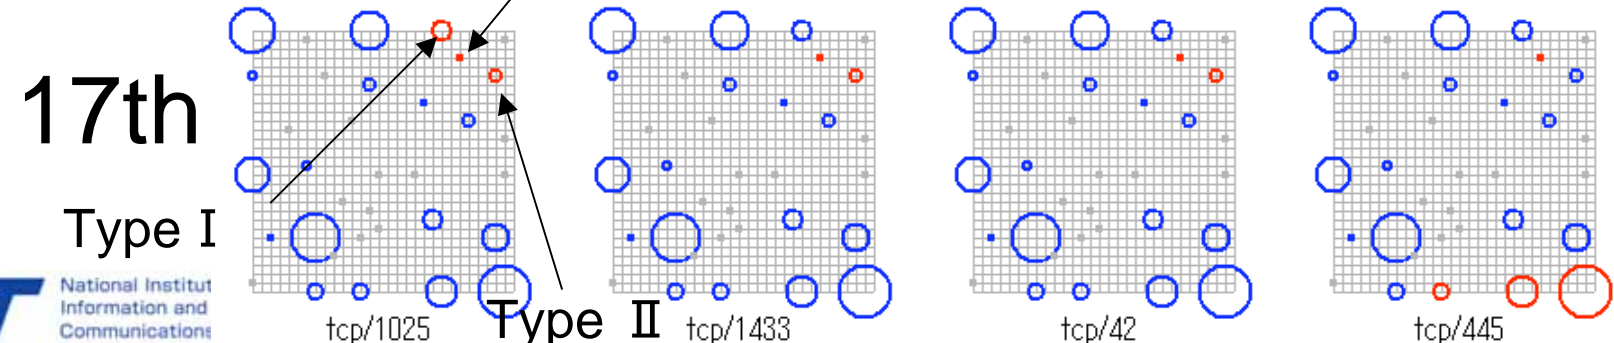 17th
Type Ⅰ
National Institut
Information and
Communications
tcp/1025
Type Ⅱ
tcp/1433
tcp/42
tcp/445